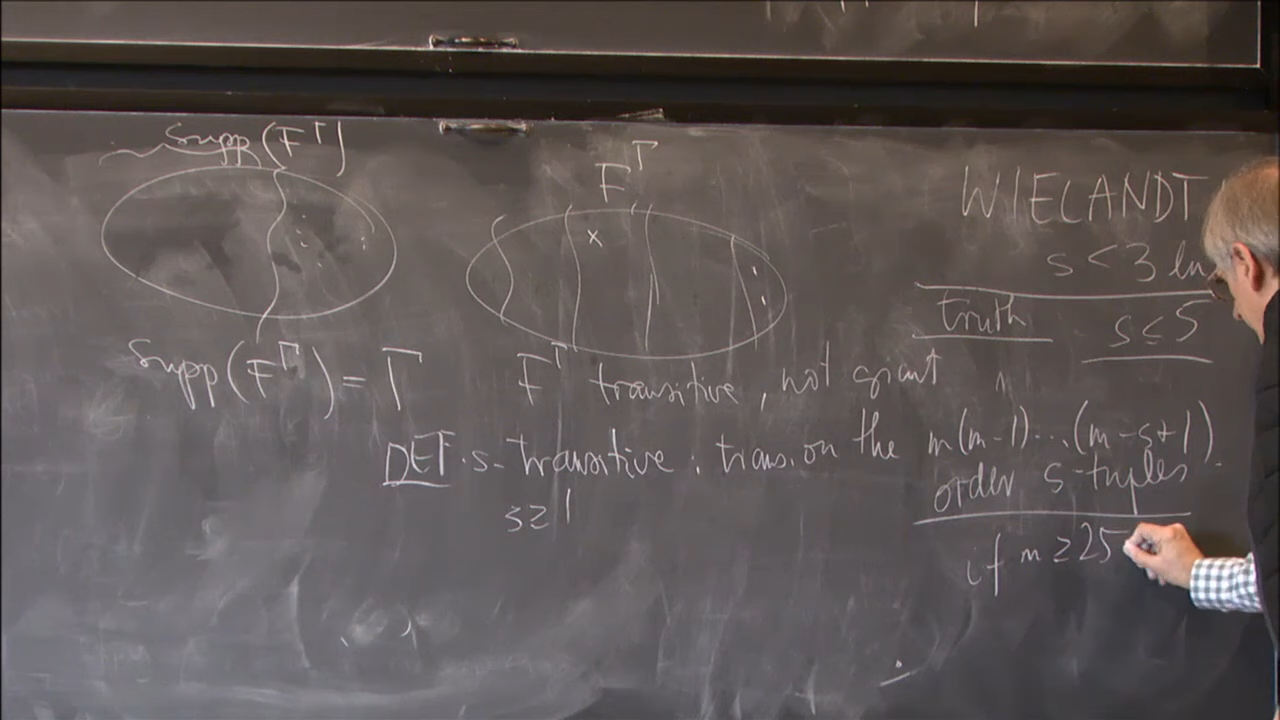 Supp(F^Γ)
F^Γ
WIELANDT
s < 3 ln
truth s ≤ 5
Supp(F^Γ) = Γ
F^Γ transitive, not giant
DEF. s-transitive: trans. on the m(m-1)...(m-s+1)
order s-tuples
s ≥ 1
if m ≥ 25